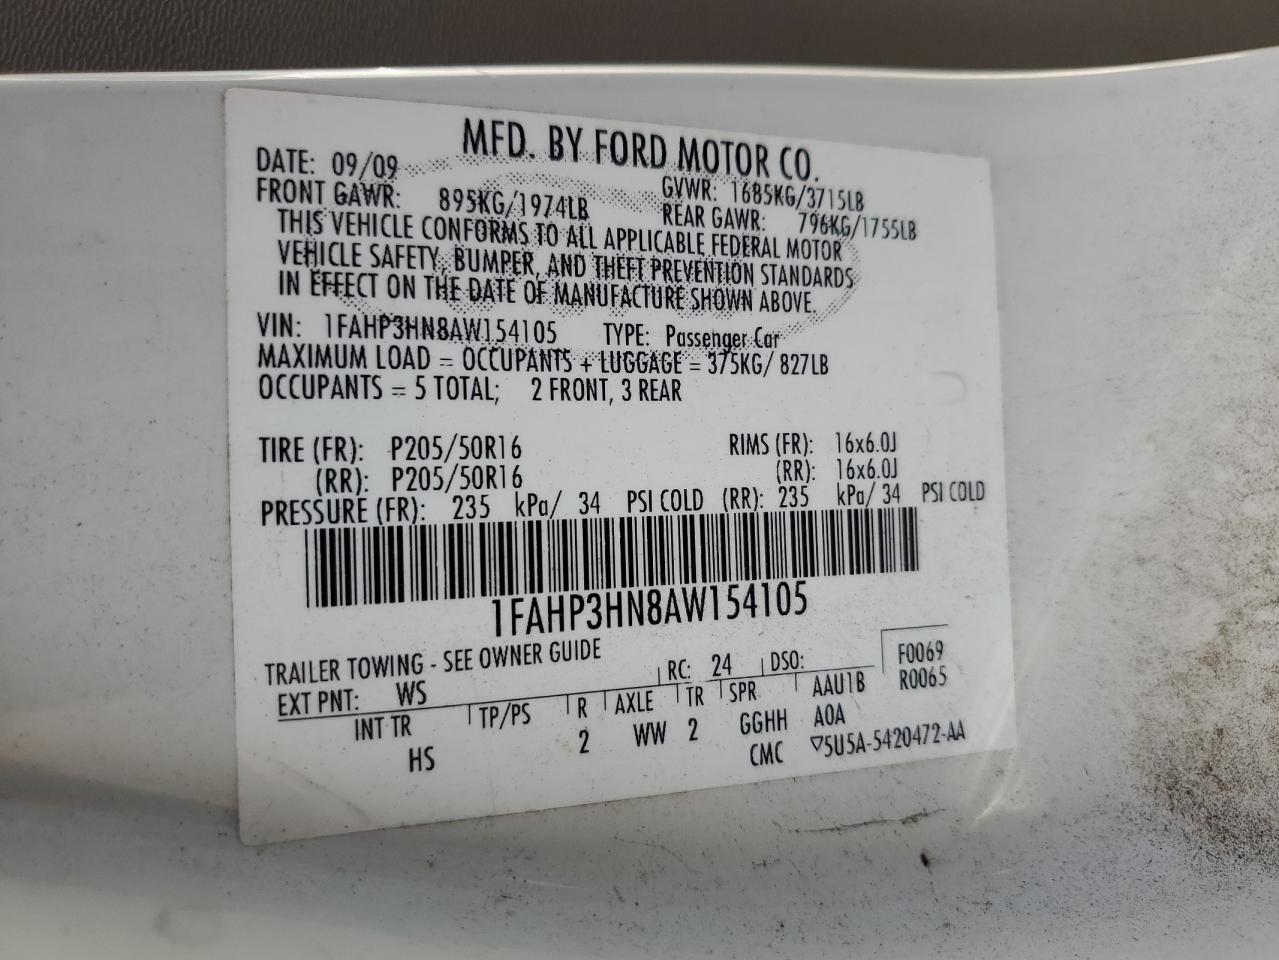 MFD. BY FORD MOTOR CO.
DATE: 09/09 GVWR: 1685KG/3715LB
FRONT GAWR: 895KG/1974LB REAR GAWR: 796KG/1755LB
THIS VEHICLE CONFORMS TO ALL APPLICABLE FEDERAL MOTOR
VEHICLE SAFETY, BUMPER, AND THEFT PREVENTION STANDARDS
IN EFFECT ON THE DATE OF MANUFACTURE SHOWN ABOVE.
VIN: 1FAHP3HN8AW154105 TYPE: Passenger Car
MAXIMUM LOAD = OCCUPANTS + LUGGAGE = 375KG/ 827LB
OCCUPANTS = 5 TOTAL; 2 FRONT, 3 REAR
TIRE (FR): P205/50R16 RIMS (FR): 16x6.0J
(RR): P205/50R16 (RR): 16x6.0J
PRESSURE (FR): 235 kPa/ 34 PSI COLD (RR): 235 kPa/ 34 PSI COLD
1FAHP3HN8AW154105
TRAILER TOWING - SEE OWNER GUIDE
EXT PNT: WS RC: 24 DSO: F0069
R0065
INT TR TP/PS R AXLE TR SPR AAU1B
HS 2 WW 2 GGHH A0A
CMC ▽5U5A-5420472-AA